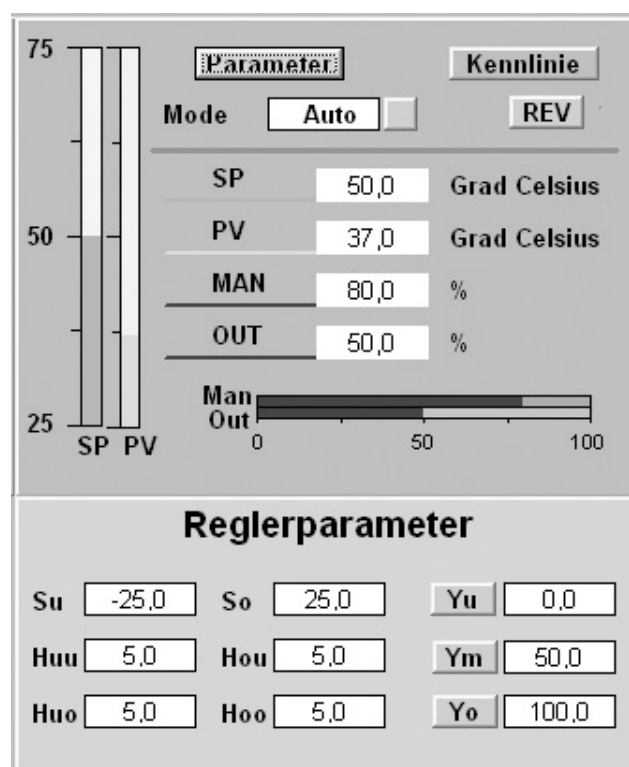 75
Parameter
Kennlinie
Mode Auto REV
SP 50,0 Grad Celsius
50
PV 37,0 Grad Celsius
MAN 80,0 %
OUT 50,0 %
Man
Out
25
0 50 100
SP PV
Reglerparameter
Su -25,0 So 25,0 Yu 0,0
Huu 5,0 Hou 5,0 Ym 50,0
Huo 5,0 Hoo 5,0 Yo 100,0